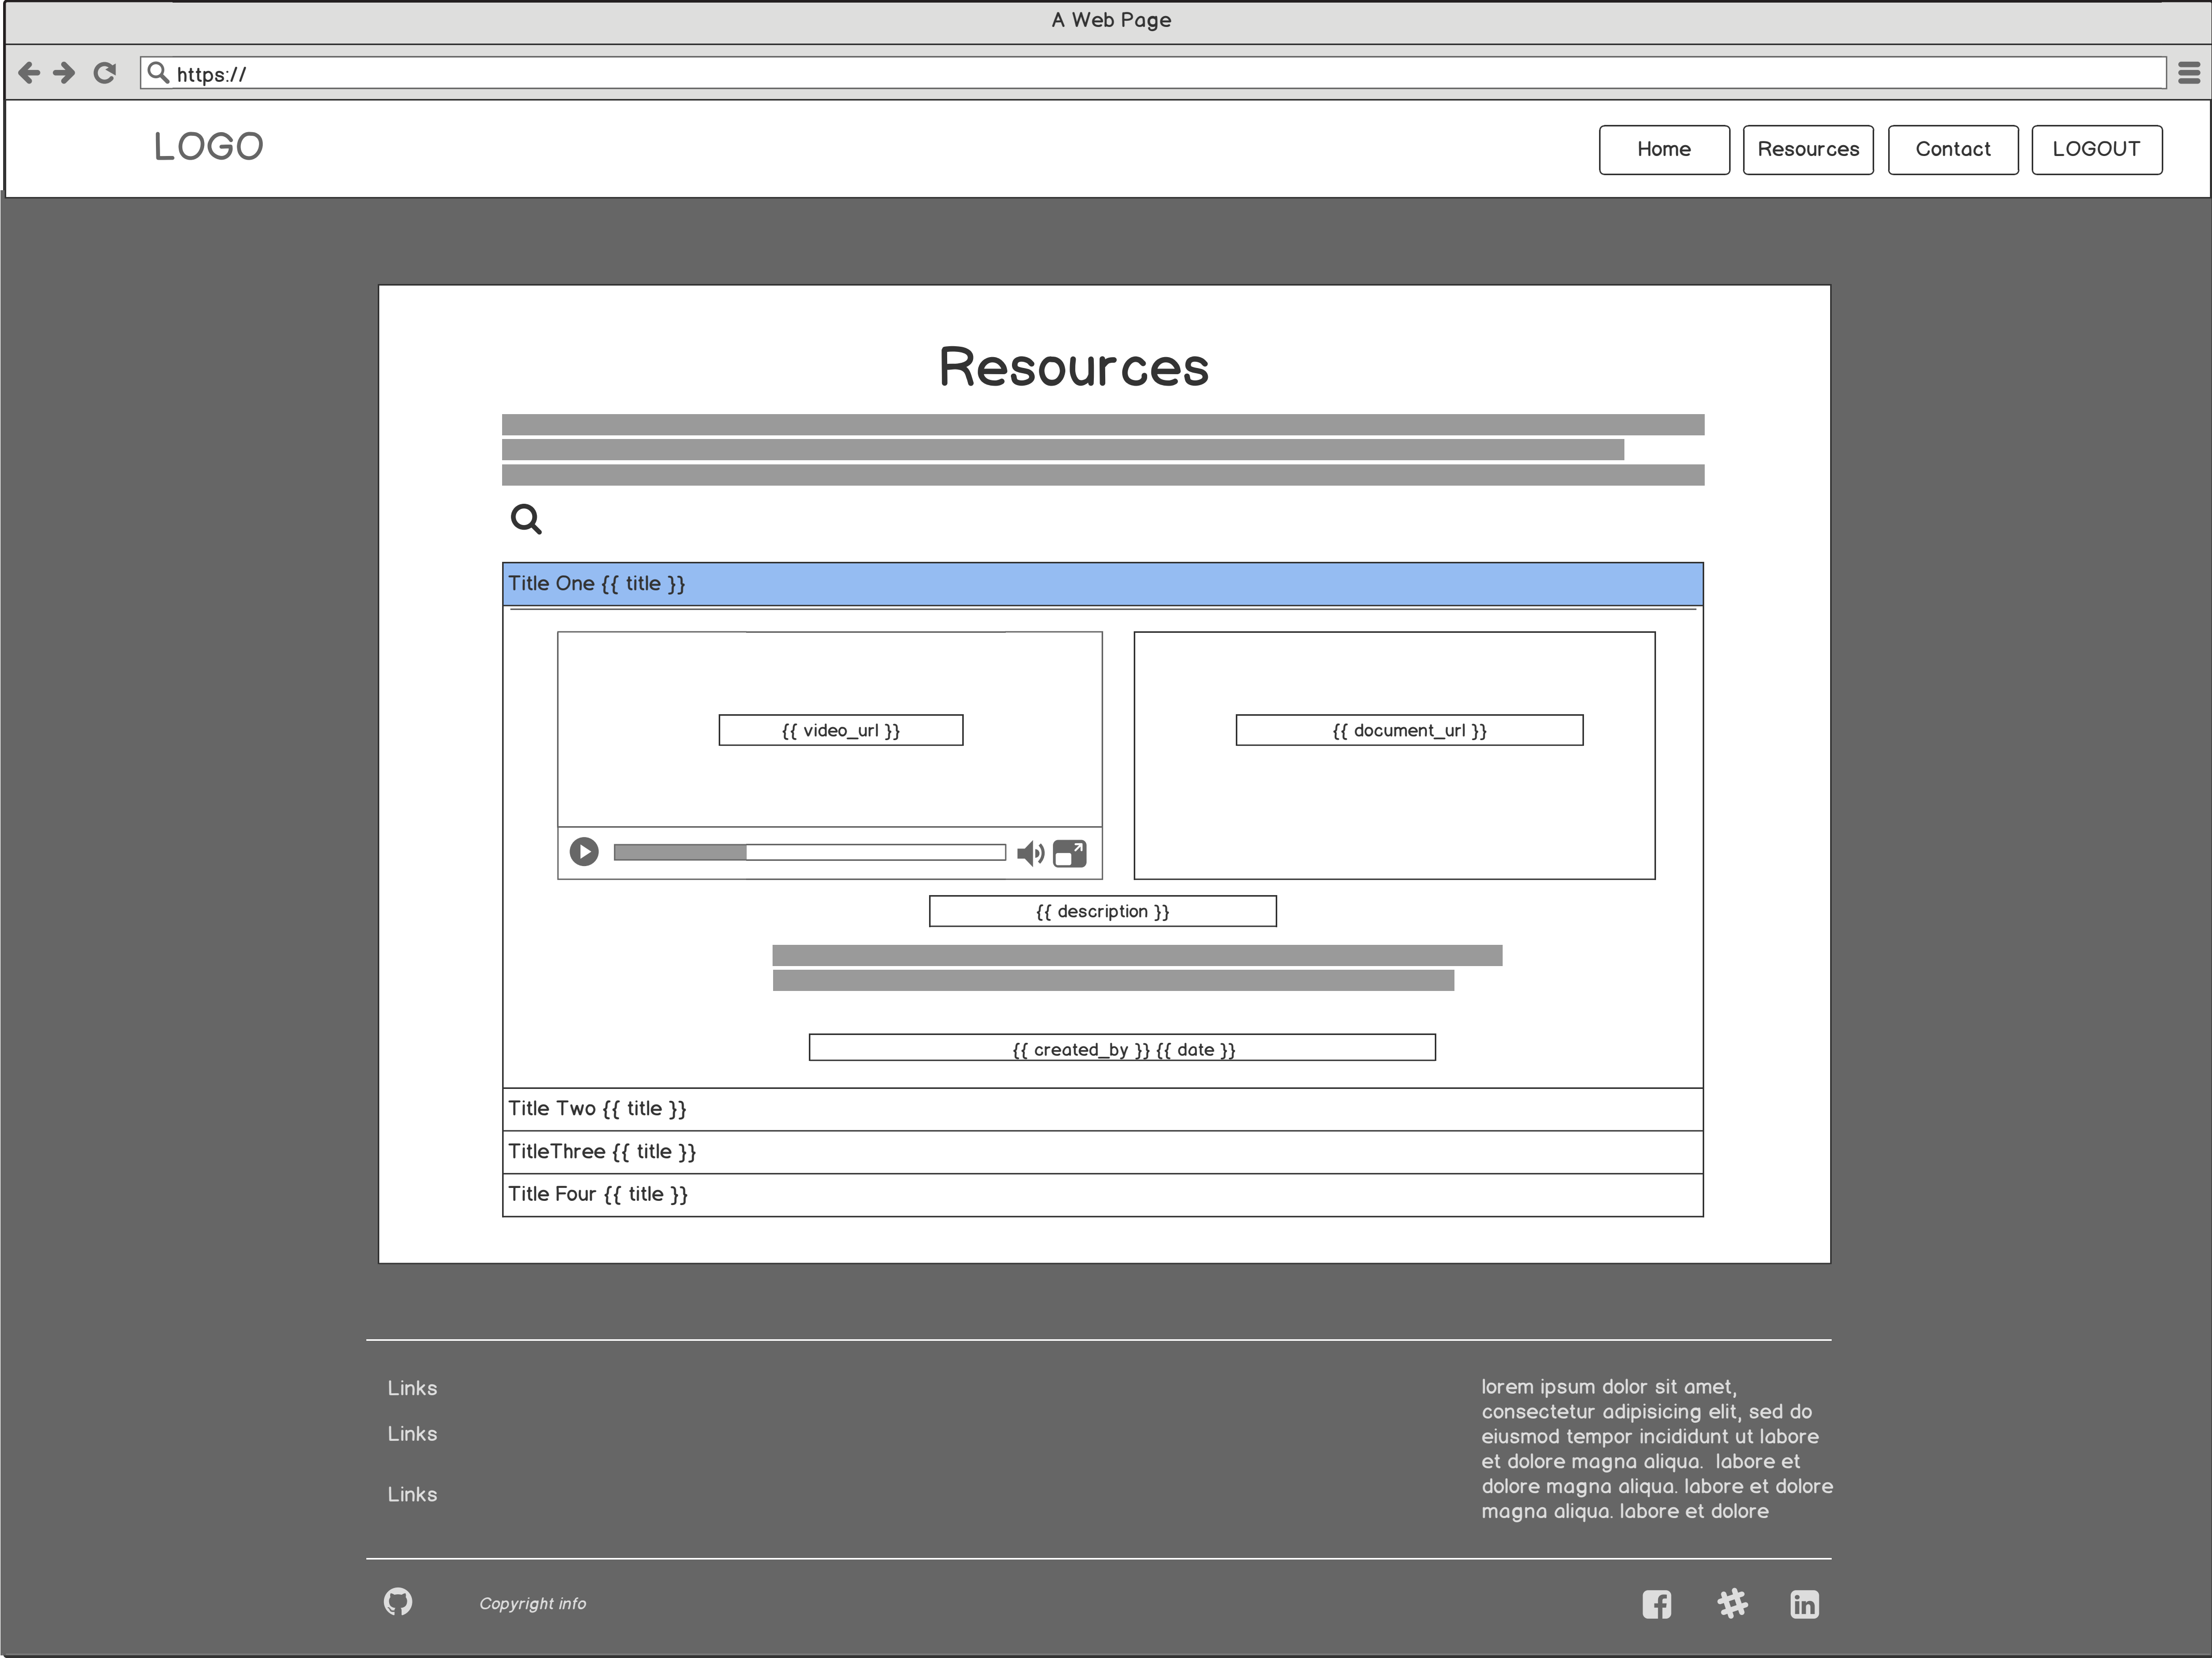 A Web Page
https://
LOGO
Home
Resources
Contact
LOGOUT
Resources
Title One {{ title }}
{{ video_url }}
{{ document_url }}
{{ description }}
{{ created_by }} {{ date }}
Title Two {{ title }}
TitleThree {{ title }}
Title Four {{ title }}
Links
Links
Links
lorem ipsum dolor sit amet,
consectetur adipisicing elit, sed do
eiusmod tempor incididunt ut labore
et dolore magna aliqua.  labore et
dolore magna aliqua. labore et dolore
magna aliqua. labore et dolore
Copyright info